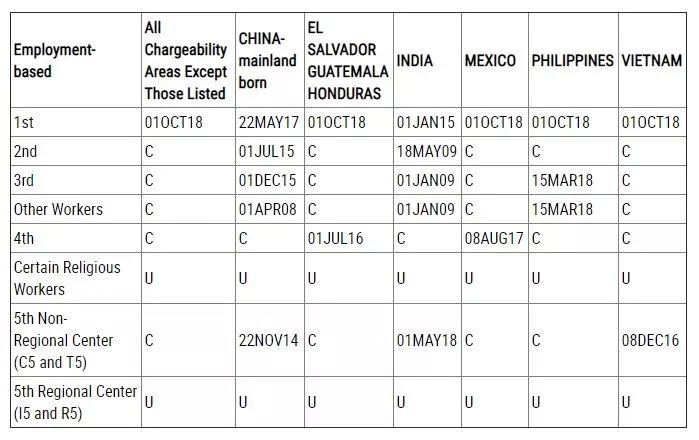 Employment-based | All Chargeability Areas Except Those Listed | CHINA-mainland born | EL SALVADOR GUATEMALA HONDURAS | INDIA | MEXICO | PHILIPPINES | VIETNAM
1st | 01OCT18 | 22MAY17 | 01OCT18 | 01JAN15 | 01OCT18 | 01OCT18 | 01OCT18
2nd | C | 01JUL15 | C | 18MAY09 | C | C | C
3rd | C | 01DEC15 | C | 01JAN09 | C | 15MAR18 | C
Other Workers | C | 01APR08 | C | 01JAN09 | C | 15MAR18 | C
4th | C | C | 01JUL16 | C | 08AUG17 | C | C
Certain Religious Workers | U | U | U | U | U | U | U
5th Non-Regional Center (C5 and T5) | C | 22NOV14 | C | 01MAY18 | C | C | 08DEC16
5th Regional Center (I5 and R5) | U | U | U | U | U | U | U